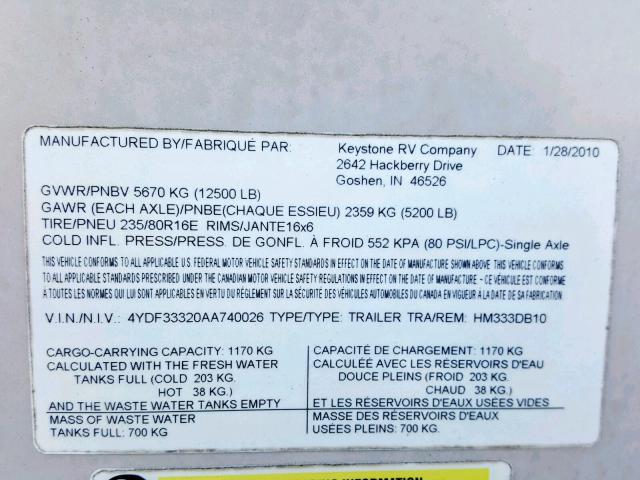 MANUFACTURED BY/FABRIQUÉ PAR: Keystone RV Company DATE: 1/28/2010
2642 Hackberry Drive
Goshen, IN 46526
GVWR/PNBV 5670 KG (12500 LB)
GAWR (EACH AXLE)/PNBE(CHAQUE ESSIEU) 2359 KG (5200 LB)
TIRE/PNEU 235/80R16E RIMS/JANTE16x6
COLD INFL. PRESS/PRESS. DE GONFL. À FROID 552 KPA (80 PSI/LPC)-Single Axle
THIS VEHICLE CONFORMS TO ALL APPLICABLE U.S. FEDERAL MOTOR VEHICLE SAFETY STANDARDS IN EFFECT ON THE DATE OF MANUFACTURE SHOWN ABOVE. THIS VEHICLE CONFORMS
TO ALL APPLICABLE STANDARDS PRESCRIBED UNDER THE CANADIAN MOTOR VEHICLE SAFETY REGULATIONS IN EFFECT ON THE DATE OF MANUFACTURE. - CE VÉHICULE EST CONFORME
À TOUTES LES NORMES QUI LUI SONT APPLICABLES EN VERTU DU RÈGLEMENT SUR LA SÉCURITÉ DES VÉHICULES AUTOMOBILES DU CANADA EN VIGUEUR À LA DATE DE SA FABRICATION
V.I.N./N.I.V.: 4YDF33320AA740026 TYPE/TYPE: TRAILER TRA/REM: HM333DB10
CARGO-CARRYING CAPACITY: 1170 KG
CALCULATED WITH THE FRESH WATER
TANKS FULL (COLD 203 KG.
HOT 38 KG.)
AND THE WASTE WATER TANKS EMPTY
MASS OF WASTE WATER
TANKS FULL: 700 KG
CAPACITÉ DE CHARGEMENT: 1170 KG
CALCULÉE AVEC LES RÉSERVOIRS D'EAU
DOUCE PLEINS (FROID 203 KG.
CHAUD 38 KG.)
ET LES RÉSERVOIRS D'EAUX USÉES VIDES
MASSE DES RÉSERVOIRS D'EAUX
USÉES PLEINS: 700 KG.
INFORMATION